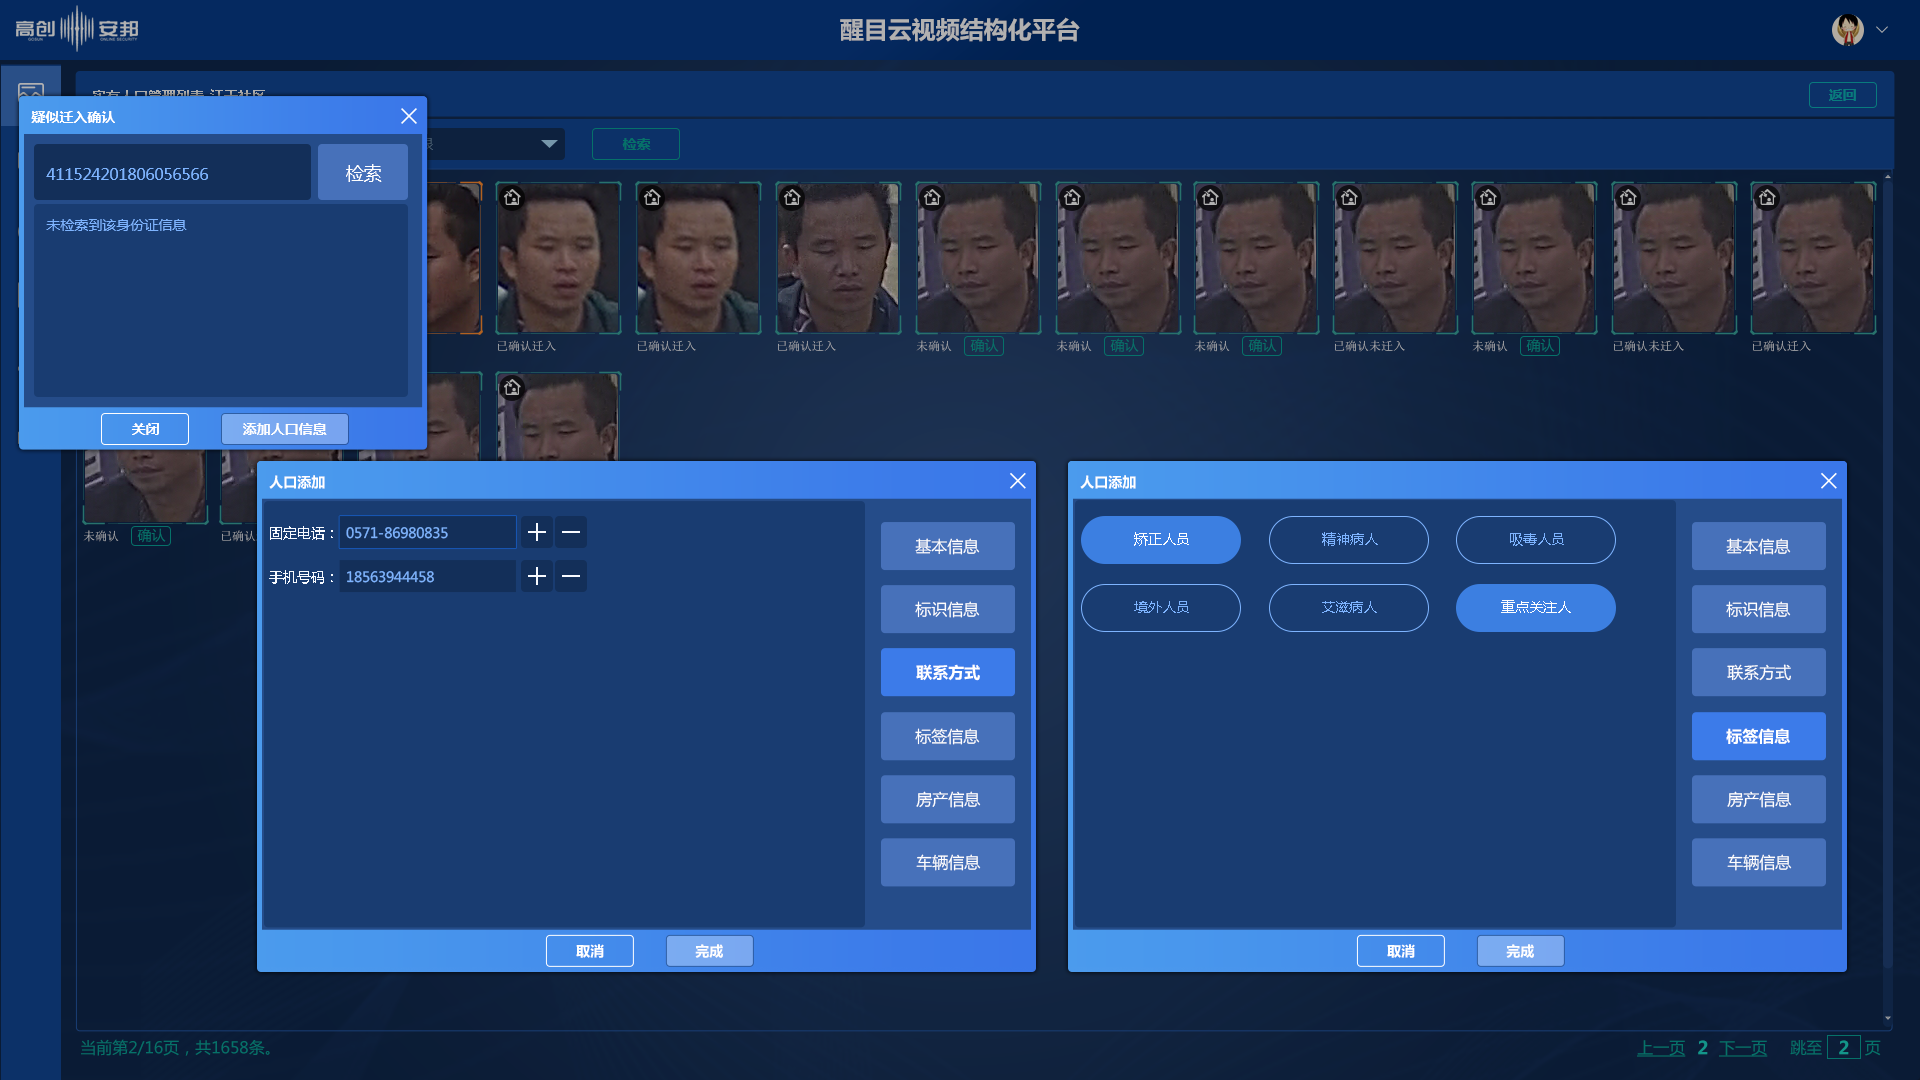 高创安邦
醒目云视频结构化平台
返回
检索
疑似迁入确认
411524201806056566
检索
未检索到该身份证信息
关闭
添加人口信息
已确认迁入
已确认迁入
已确认迁入
未确认 确认
未确认 确认
未确认 确认
已确认未迁入
未确认 确认
已确认未迁入
已确认迁入
未确认 确认
已确认
人口添加
固定电话： 0571-86980835
手机号码： 18563944458
基本信息
标识信息
联系方式
标签信息
房产信息
车辆信息
取消
完成
人口添加
矫正人员 精神病人 吸毒人员
境外人员 艾滋病人 重点关注人
基本信息
标识信息
联系方式
标签信息
房产信息
车辆信息
取消
完成
当前第2/16页，共1658条。
上一页 2 下一页 跳至 2 页